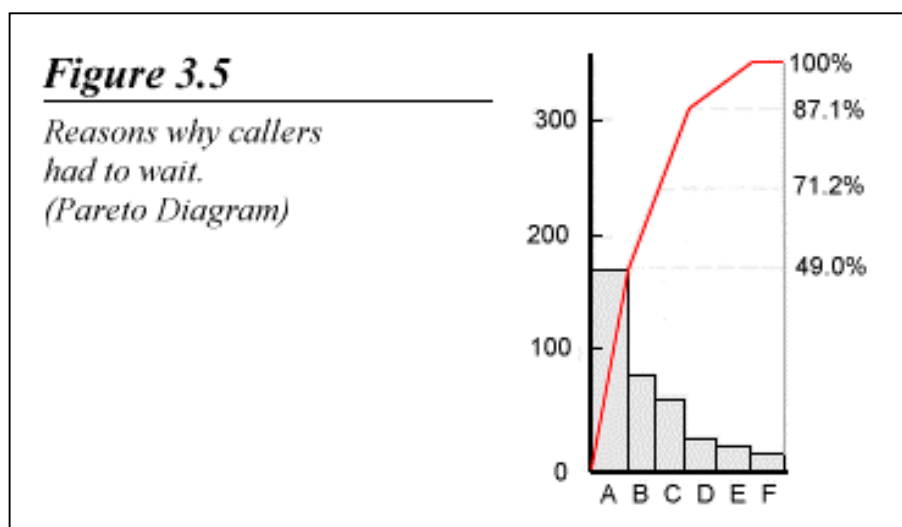 Figure 3.5
Reasons why callers
had to wait.
(Pareto Diagram)
300
200
100
0
A B C D E F
100%
87.1%
71.2%
49.0%